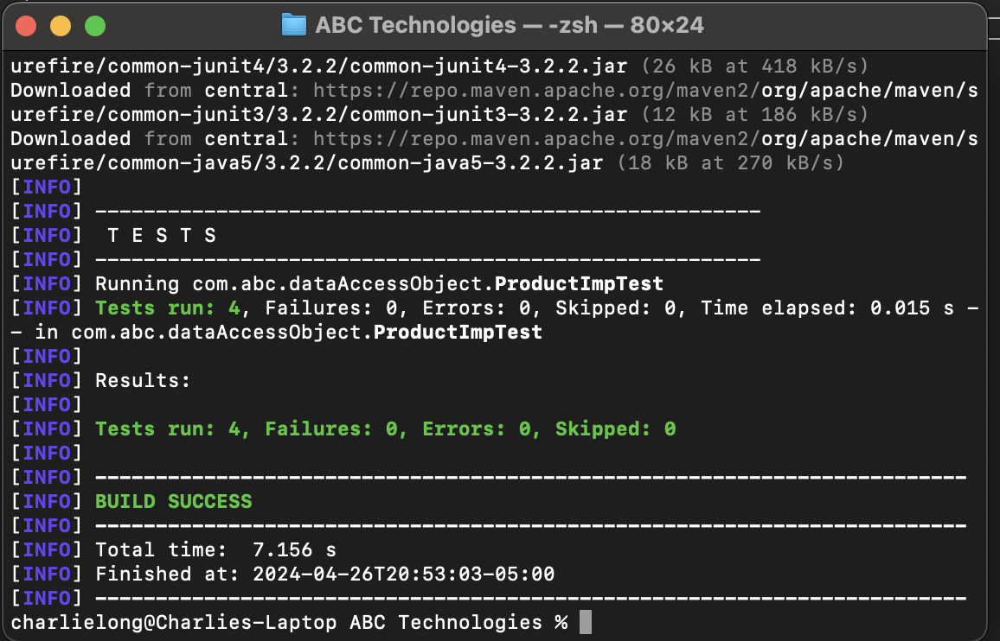 ABC Technologies — -zsh — 80×24
urefire/common-junit4/3.2.2/common-junit4-3.2.2.jar (26 kB at 418 kB/s)
Downloaded from central: https://repo.maven.apache.org/maven2/org/apache/maven/s
urefire/common-junit3/3.2.2/common-junit3-3.2.2.jar (12 kB at 186 kB/s)
Downloaded from central: https://repo.maven.apache.org/maven2/org/apache/maven/s
urefire/common-java5/3.2.2/common-java5-3.2.2.jar (18 kB at 270 kB/s)
[INFO]
[INFO] -------------------------------------------------------
[INFO]  T E S T S
[INFO] -------------------------------------------------------
[INFO] Running com.abc.dataAccessObject.ProductImpTest
[INFO] Tests run: 4, Failures: 0, Errors: 0, Skipped: 0, Time elapsed: 0.015 s -
- in com.abc.dataAccessObject.ProductImpTest
[INFO]
[INFO] Results:
[INFO]
[INFO] Tests run: 4, Failures: 0, Errors: 0, Skipped: 0
[INFO]
[INFO] ------------------------------------------------------------------------
[INFO] BUILD SUCCESS
[INFO] ------------------------------------------------------------------------
[INFO] Total time:  7.156 s
[INFO] Finished at: 2024-04-26T20:53:03-05:00
[INFO] ------------------------------------------------------------------------
charlielong@Charlies-Laptop ABC Technologies %